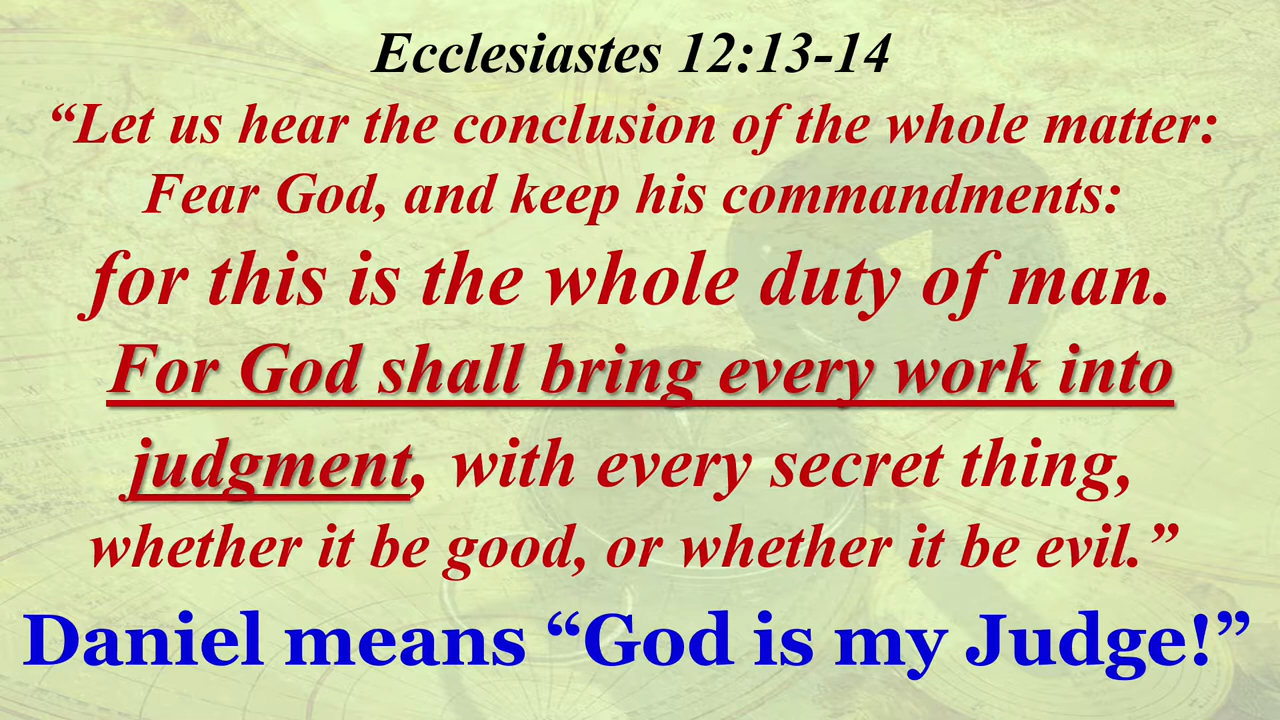 Ecclesiastes 12:13-14
“Let us hear the conclusion of the whole matter:
Fear God, and keep his commandments:
for this is the whole duty of man.
For God shall bring every work into
judgment, with every secret thing,
whether it be good, or whether it be evil.”
Daniel means “God is my Judge!”